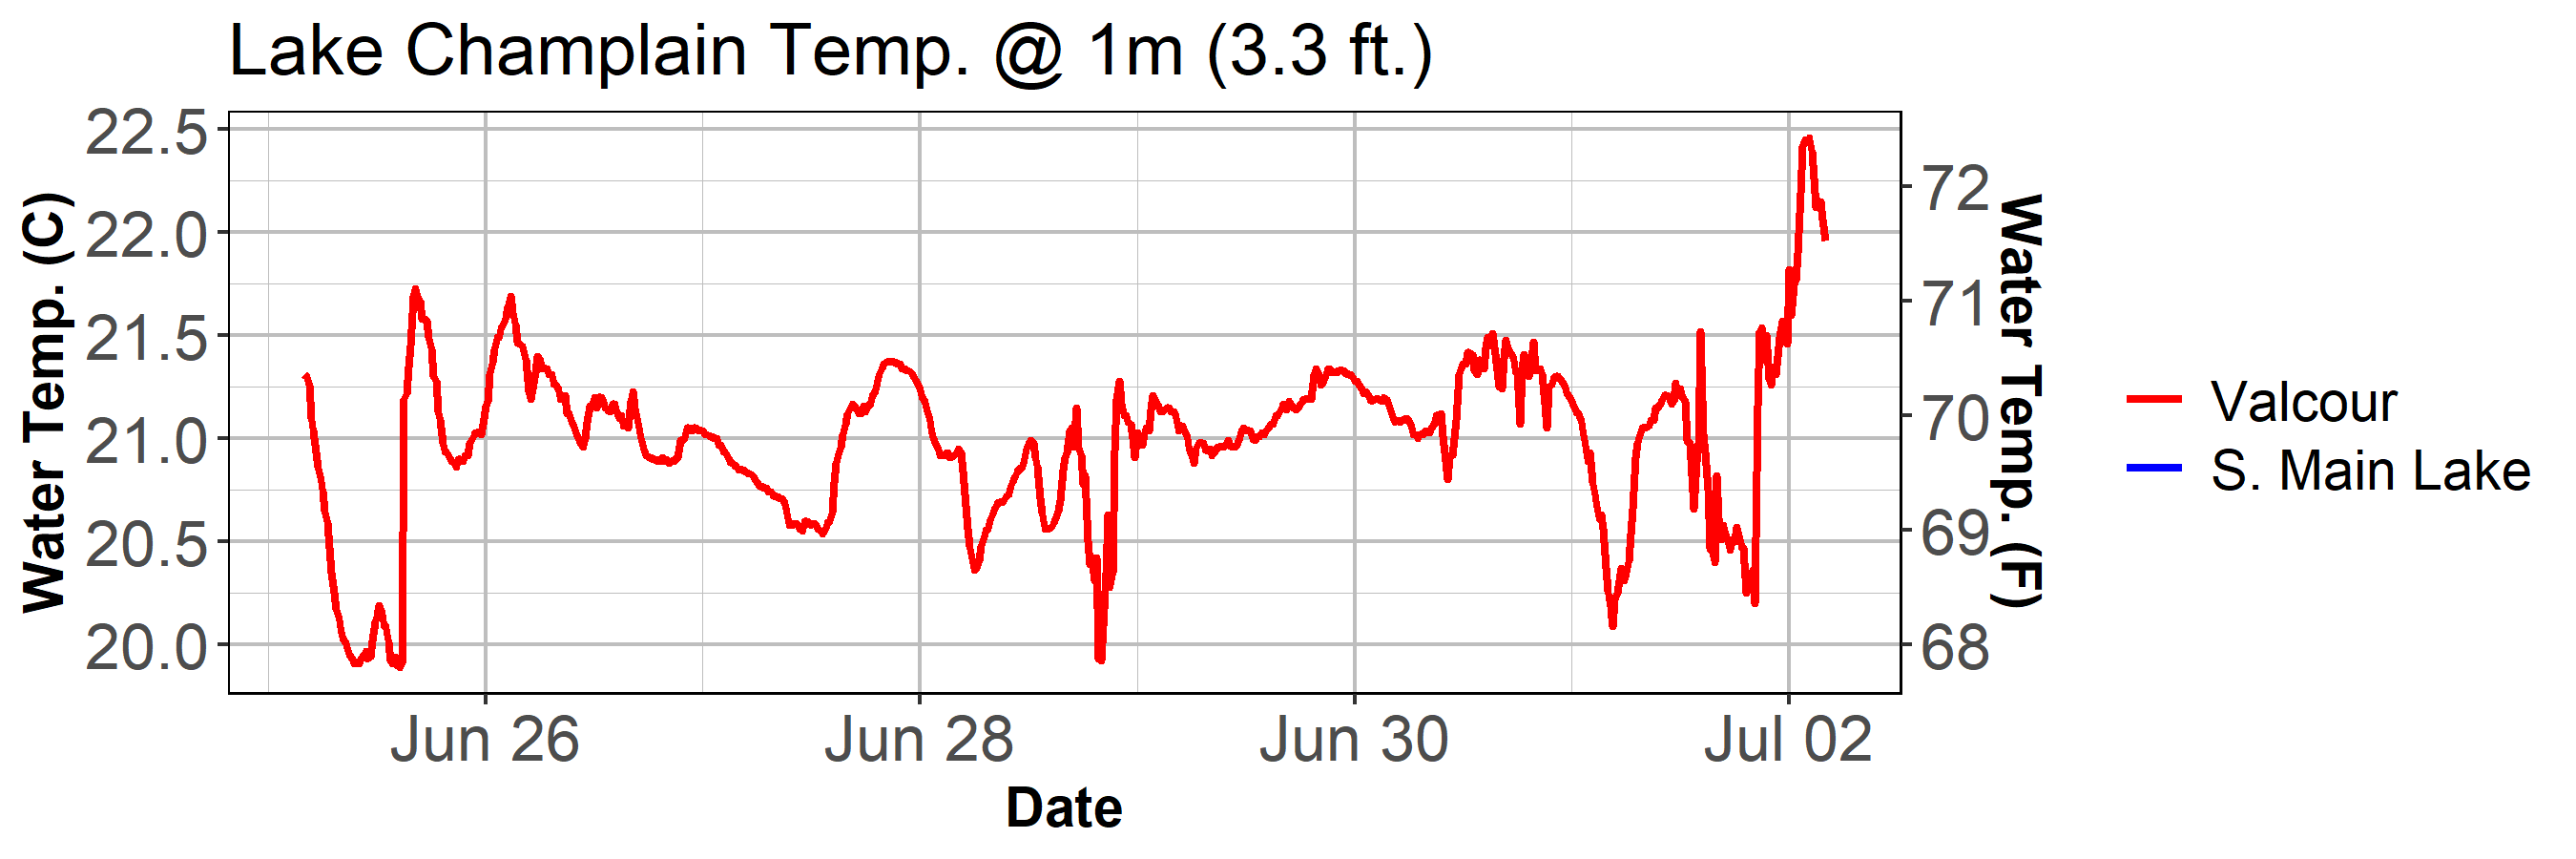 Lake Champlain Temp. @ 1m (3.3 ft.)
22.5
22.0
21.5
21.0
20.5
20.0
Water Temp. (C)
72
71
70
69
68
Water Temp. (F)
Jun 26
Jun 28
Jun 30
Jul 02
Date
Valcour
S. Main Lake